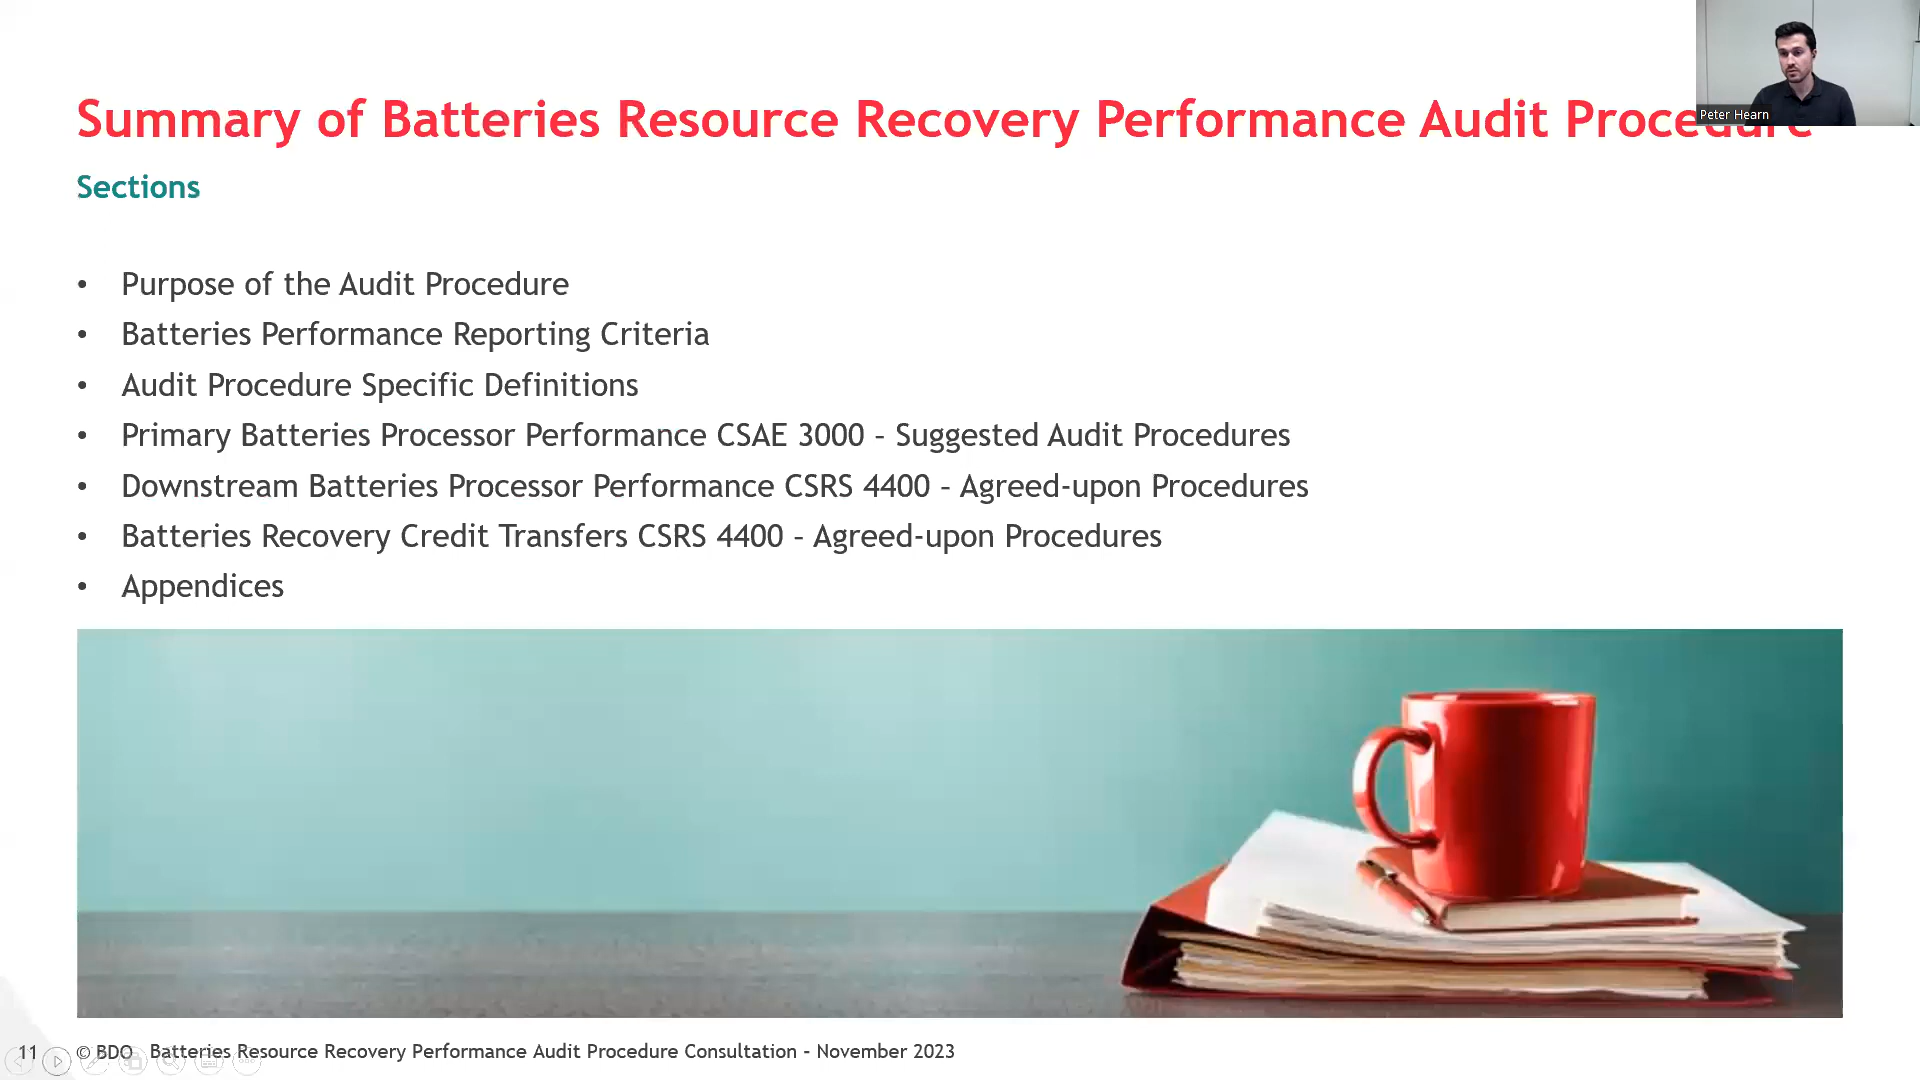 Summary of Batteries Resource Recovery Performance Audit Procedure
Peter Hearn
Sections
• Purpose of the Audit Procedure
• Batteries Performance Reporting Criteria
• Audit Procedure Specific Definitions
• Primary Batteries Processor Performance CSAE 3000 – Suggested Audit Procedures
• Downstream Batteries Processor Performance CSRS 4400 – Agreed-upon Procedures
• Batteries Recovery Credit Transfers CSRS 4400 – Agreed-upon Procedures
• Appendices
11 © BDO Batteries Resource Recovery Performance Audit Procedure Consultation – November 2023